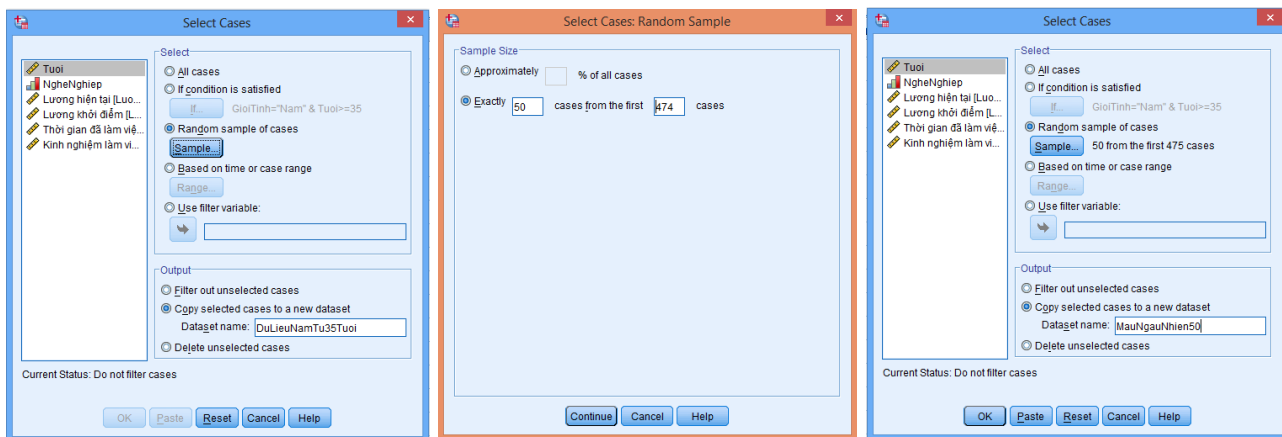 Select Cases
Tuoi
NgheNghiep
Lương hiện tại [Luo...
Lương khởi điểm [L...
Thời gian đã làm việ...
Kinh nghiệm làm vi...
Select
All cases
If condition is satisfied
If... GioiTinh="Nam" & Tuoi>=35
Random sample of cases
Sample...
Based on time or case range
Range...
Use filter variable:
Output
Filter out unselected cases
Copy selected cases to a new dataset
Dataset name: DuLieuNamTu35Tuoi
Delete unselected cases
Current Status: Do not filter cases
OK Paste Reset Cancel Help
Select Cases: Random Sample
Sample Size
Approximately % of all cases
Exactly 50 cases from the first 474 cases
Continue Cancel Help
Select Cases
Tuoi
NgheNghiep
Lương hiện tại [Luo...
Lương khởi điểm [L...
Thời gian đã làm việ...
Kinh nghiệm làm vi...
Select
All cases
If condition is satisfied
If... GioiTinh="Nam" & Tuoi>=35
Random sample of cases
Sample... 50 from the first 475 cases
Based on time or case range
Range...
Use filter variable:
Output
Filter out unselected cases
Copy selected cases to a new dataset
Dataset name: MauNgauNhien50
Delete unselected cases
Current Status: Do not filter cases
OK Paste Reset Cancel Help